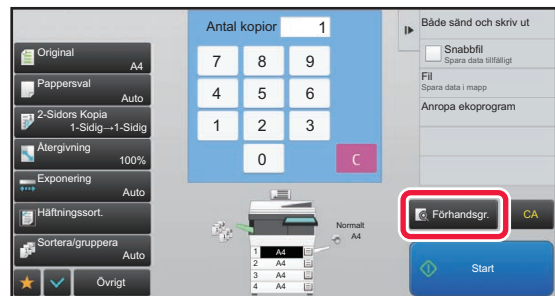 Original
A4
Pappersval
Auto
2-Sidors Kopia
1-Sidig→1-Sidig
Återgivning
100%
Exponering
Auto
Häftningssort.
Sortera/gruppera
Auto
Övrigt
Antal kopior 1
7 8 9
4 5 6
1 2 3
0 C
Normalt
A4
1 A4
2 A4
3 A4
4 A4
Både sänd och skriv ut
Snabbfil
Spara data tillfälligt
Fil
Spara data i mapp
Anropa ekoprogram
Förhandsgr.
CA
Start